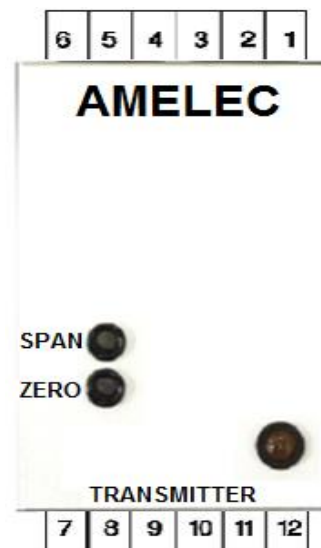 6 5 4 3 2 1
AMELEC
SPAN
ZERO
TRANSMITTER
7 8 9 10 11 12